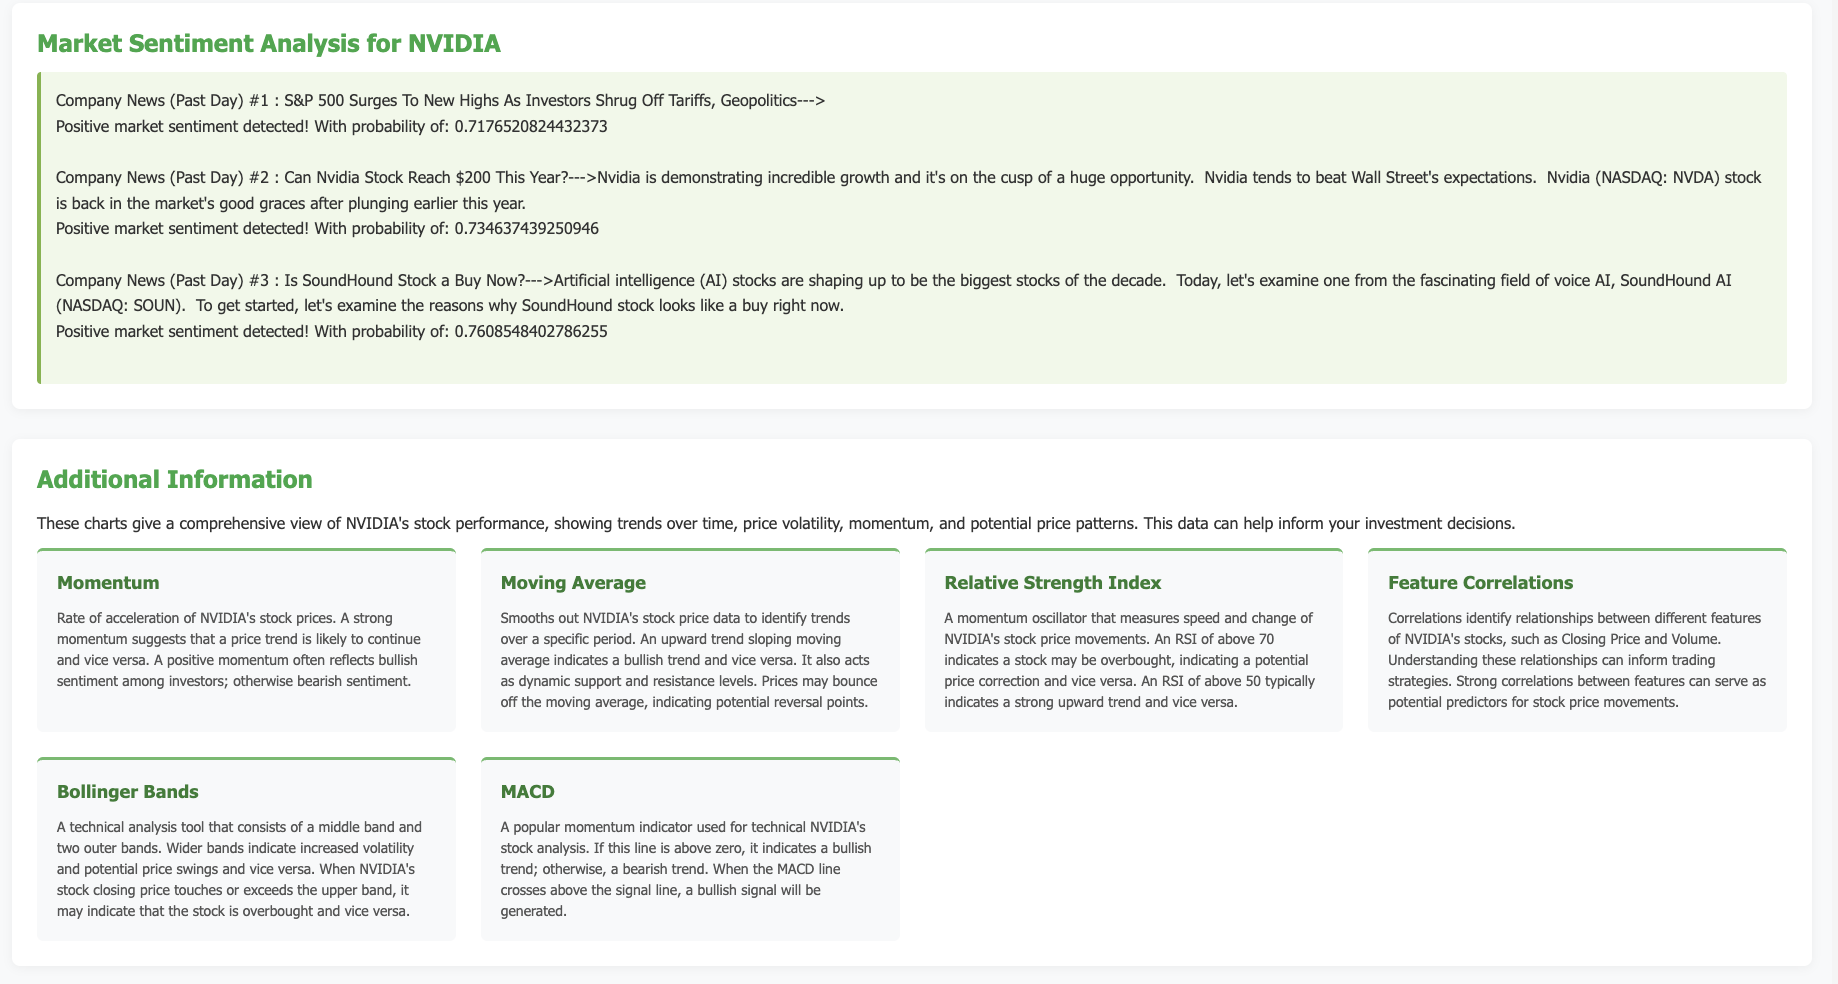 Market Sentiment Analysis for NVIDIA
Company News (Past Day) #1 : S&P 500 Surges To New Highs As Investors Shrug Off Tariffs, Geopolitics--->
Positive market sentiment detected! With probability of: 0.7176520824432373
Company News (Past Day) #2 : Can Nvidia Stock Reach $200 This Year?--->Nvidia is demonstrating incredible growth and it's on the cusp of a huge opportunity.  Nvidia tends to beat Wall Street's expectations.  Nvidia (NASDAQ: NVDA) stock
is back in the market's good graces after plunging earlier this year.
Positive market sentiment detected! With probability of: 0.734637439250946
Company News (Past Day) #3 : Is SoundHound Stock a Buy Now?--->Artificial intelligence (AI) stocks are shaping up to be the biggest stocks of the decade.  Today, let's examine one from the fascinating field of voice AI, SoundHound AI
(NASDAQ: SOUN).  To get started, let's examine the reasons why SoundHound stock looks like a buy right now.
Positive market sentiment detected! With probability of: 0.7608548402786255
Additional Information
These charts give a comprehensive view of NVIDIA's stock performance, showing trends over time, price volatility, momentum, and potential price patterns. This data can help inform your investment decisions.
Momentum
Rate of acceleration of NVIDIA's stock prices. A strong
momentum suggests that a price trend is likely to continue
and vice versa. A positive momentum often reflects bullish
sentiment among investors; otherwise bearish sentiment.
Moving Average
Smooths out NVIDIA's stock price data to identify trends
over a specific period. An upward trend sloping moving
average indicates a bullish trend and vice versa. It also acts
as dynamic support and resistance levels. Prices may bounce
off the moving average, indicating potential reversal points.
Relative Strength Index
A momentum oscillator that measures speed and change of
NVIDIA's stock price movements. An RSI of above 70
indicates a stock may be overbought, indicating a potential
price correction and vice versa. An RSI of above 50 typically
indicates a strong upward trend and vice versa.
Feature Correlations
Correlations identify relationships between different features
of NVIDIA's stocks, such as Closing Price and Volume.
Understanding these relationships can inform trading
strategies. Strong correlations between features can serve as
potential predictors for stock price movements.
Bollinger Bands
A technical analysis tool that consists of a middle band and
two outer bands. Wider bands indicate increased volatility
and potential price swings and vice versa. When NVIDIA's
stock closing price touches or exceeds the upper band, it
may indicate that the stock is overbought and vice versa.
MACD
A popular momentum indicator used for technical NVIDIA's
stock analysis. If this line is above zero, it indicates a bullish
trend; otherwise, a bearish trend. When the MACD line
crosses above the signal line, a bullish signal will be
generated.